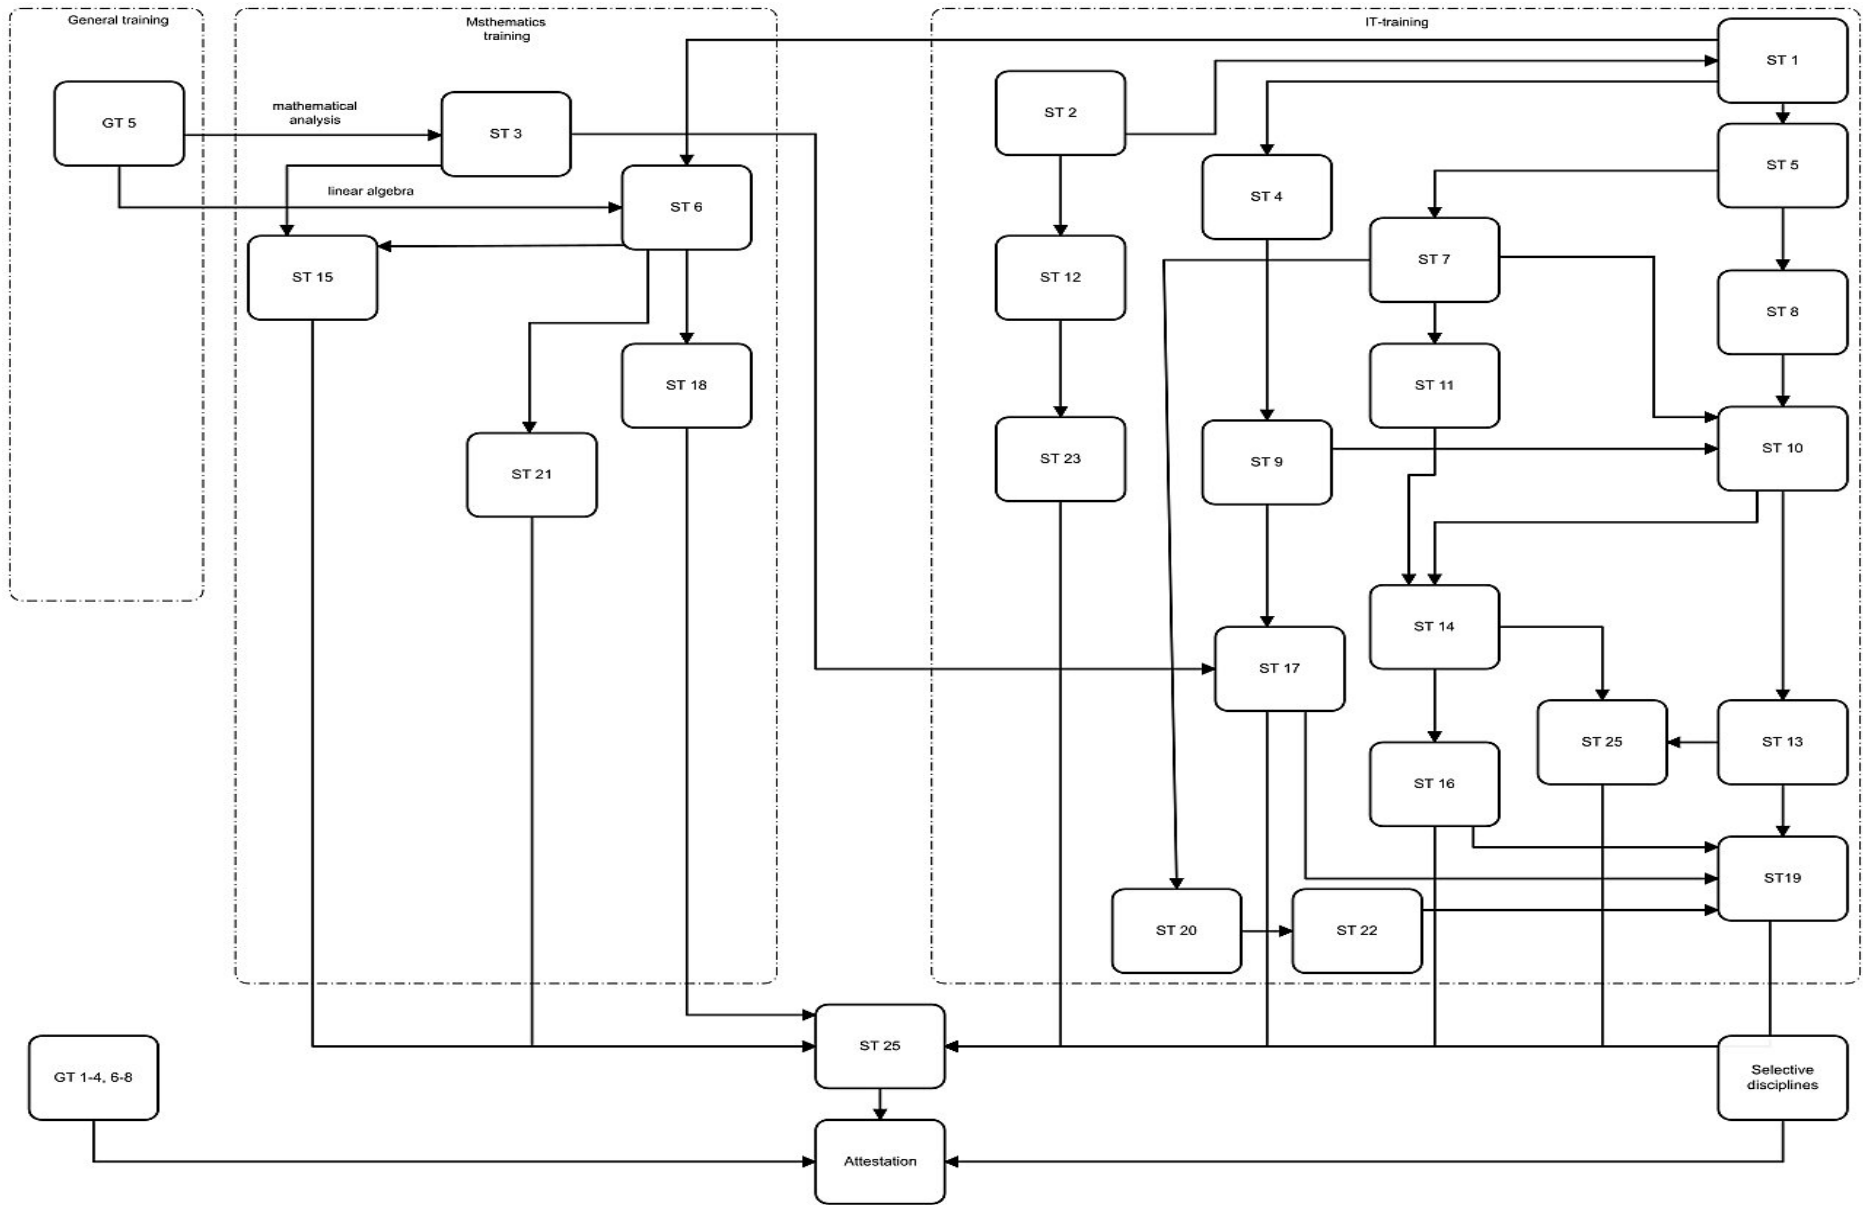 General training
Msthematics
training
IT-training
ST 1
ST 2
GT 5
mathematical
analysis
ST 3
ST 5
linear algebra
ST 4
ST 6
ST 7
ST 15
ST 12
ST 8
ST 18
ST 11
ST 10
ST 23
ST 9
ST 21
ST 14
ST 17
ST 25
ST 13
ST 16
ST19
ST 20
ST 22
ST 25
GT 1-4, 6-8
Selective
disciplines
Attestation